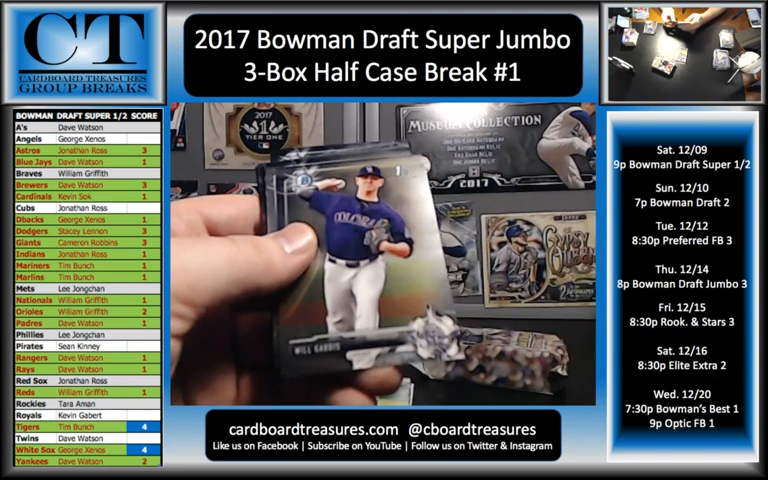 CT
CARDBOARD TREASURES
GROUP BREAKS
2017 Bowman Draft Super Jumbo
3-Box Half Case Break #1
BOWMAN DRAFT SUPER 1/2 SCORE
A's Dave Watson
Angels George Xenos
Astros Jonathan Ross 3
Blue Jays Dave Watson 1
Braves William Griffith
Brewers Dave Watson 3
Cardinals Kevin Sok 1
Cubs Jonathan Ross
Dbacks George Xenos 1
Dodgers Stacey Lennon 3
Giants Cameron Robbins 3
Indians Jonathan Ross 1
Mariners Tim Bunch 1
Marlins Tim Bunch 1
Mets Lee Jongchan
Nationals William Griffith 1
Orioles William Griffith 2
Padres Dave Watson 1
Phillies Lee Jongchan
Pirates Sean Kinney
Rangers Dave Watson 1
Rays Dave Watson 1
Red Sox Jonathan Ross
Reds William Griffith 1
Rockies Tara Aman
Royals Kevin Gabert
Tigers Tim Bunch 4
Twins Dave Watson
White Sox George Xenos 4
Yankees Dave Watson 2
2017
1
TIER ONE
MUSEUM COLLECTION
2017
COLORADO
WILL GADDIS
GYPSY
QUEEN
cardboardtreasures.com @cboardtreasures
Like us on Facebook | Subscribe on YouTube | Follow us on Twitter & Instagram
Sat. 12/09
9p Bowman Draft Super 1/2
Sun. 12/10
7p Bowman Draft 2
Tue. 12/12
8:30p Preferred FB 3
Thu. 12/14
8p Bowman Draft Jumbo 3
Fri. 12/15
8:30p Rook. & Stars 3
Sat. 12/16
8:30p Elite Extra 2
Wed. 12/20
7:30p Bowman's Best 1
9p Optic FB 1